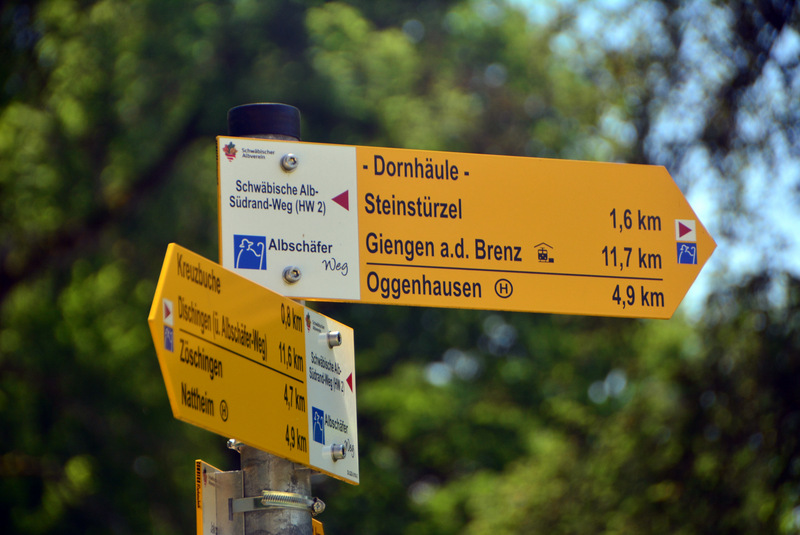 Schwäbischer
Albverein
Schwäbische Alb-
Südrand-Weg (HW 2)
Albschäfer
Weg
- Dornhäule -
Steinstürzel 1,6 km
Giengen a.d. Brenz 11,7 km
Oggenhausen H 4,9 km
Kreuzbuche 0,8 km
Dischingen (ü. Albschäfer-Weg) 11,6 km
Zöschingen 4,7 km
Nattheim H 4,9 km
Schwäbische Alb-
Südrand-Weg (HW 2
Albschäfer
Weg